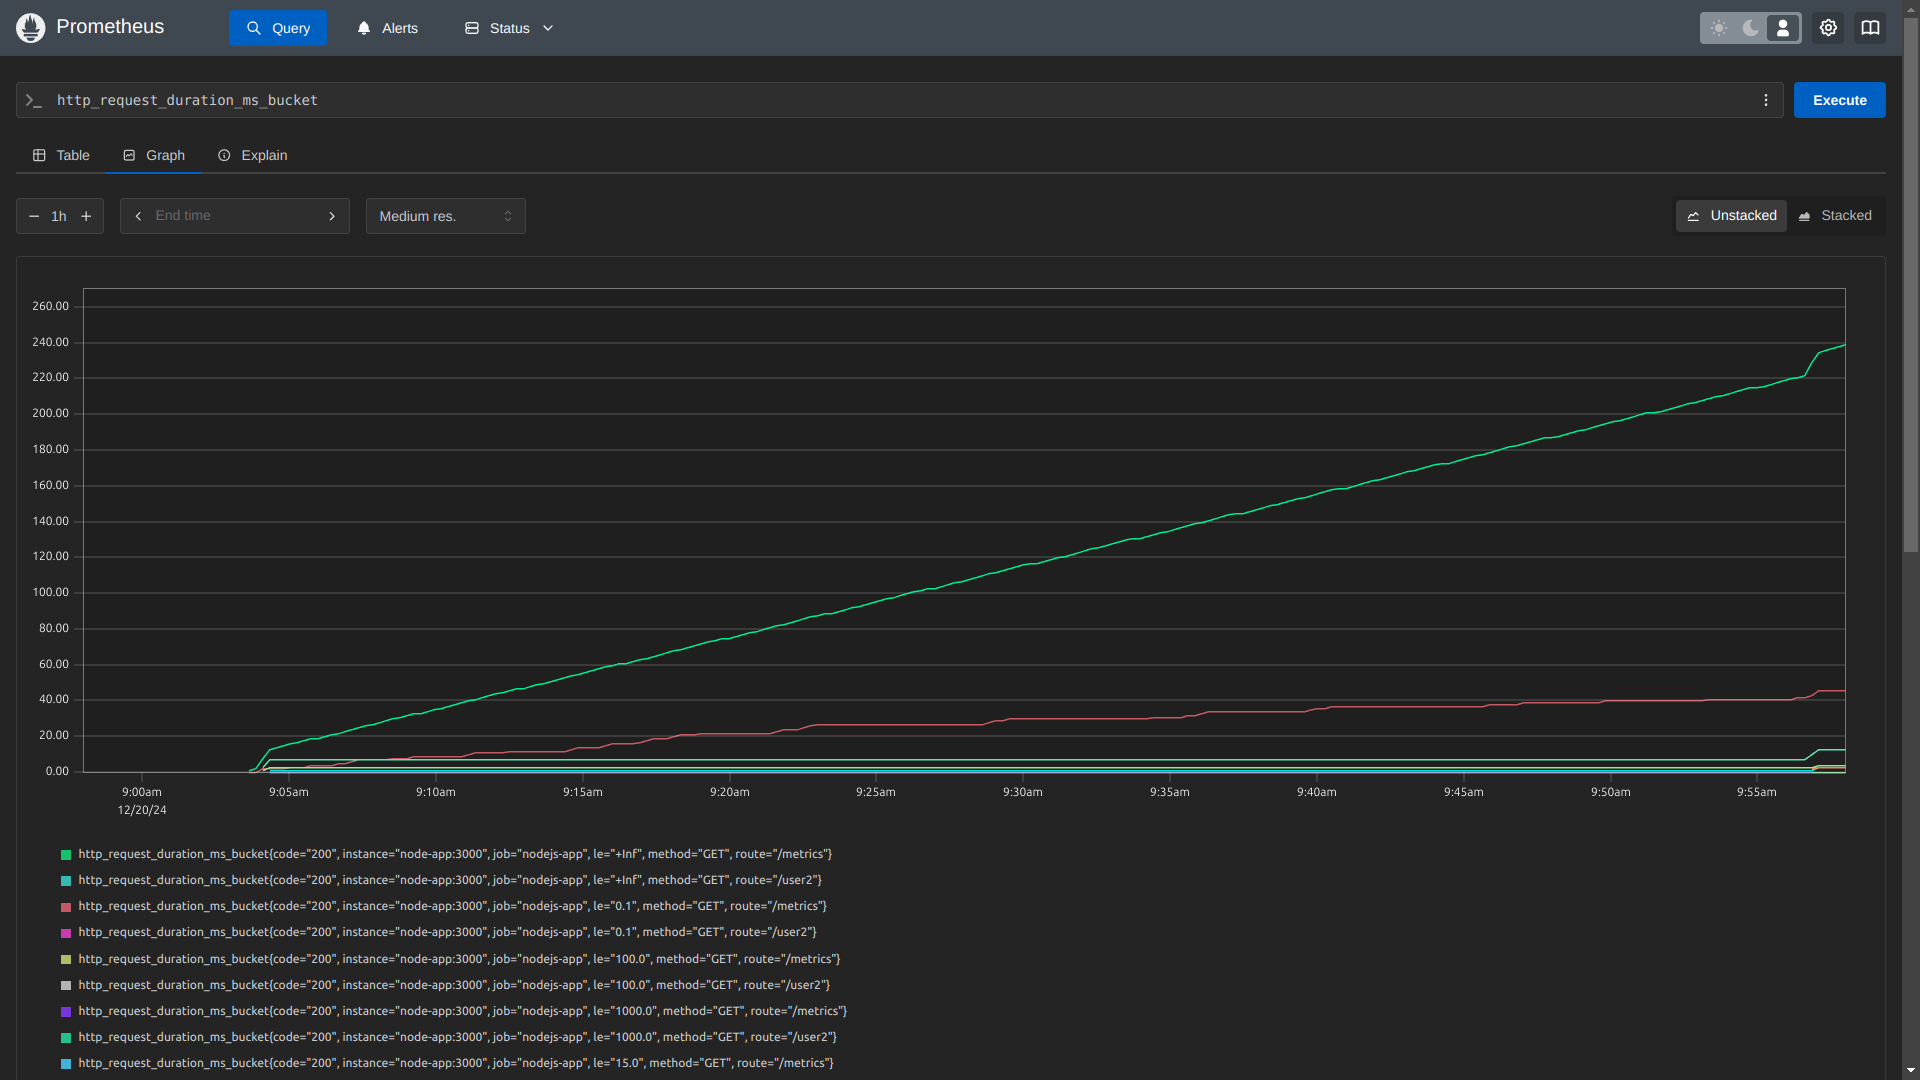 Prometheus Query Alerts Status
>_ http_request_duration_ms_bucket Execute
Table Graph Explain
− 1h + < End time > Medium res. Unstacked Stacked
260.00
240.00
220.00
200.00
180.00
160.00
140.00
120.00
100.00
80.00
60.00
40.00
20.00
0.00
9:00am 9:05am 9:10am 9:15am 9:20am 9:25am 9:30am 9:35am 9:40am 9:45am 9:50am 9:55am
12/20/24
http_request_duration_ms_bucket{code="200", instance="node-app:3000", job="nodejs-app", le="+Inf", method="GET", route="/metrics"}
http_request_duration_ms_bucket{code="200", instance="node-app:3000", job="nodejs-app", le="+Inf", method="GET", route="/user2"}
http_request_duration_ms_bucket{code="200", instance="node-app:3000", job="nodejs-app", le="0.1", method="GET", route="/metrics"}
http_request_duration_ms_bucket{code="200", instance="node-app:3000", job="nodejs-app", le="0.1", method="GET", route="/user2"}
http_request_duration_ms_bucket{code="200", instance="node-app:3000", job="nodejs-app", le="100.0", method="GET", route="/metrics"}
http_request_duration_ms_bucket{code="200", instance="node-app:3000", job="nodejs-app", le="100.0", method="GET", route="/user2"}
http_request_duration_ms_bucket{code="200", instance="node-app:3000", job="nodejs-app", le="1000.0", method="GET", route="/metrics"}
http_request_duration_ms_bucket{code="200", instance="node-app:3000", job="nodejs-app", le="1000.0", method="GET", route="/user2"}
http_request_duration_ms_bucket{code="200", instance="node-app:3000", job="nodejs-app", le="15.0", method="GET", route="/metrics"}